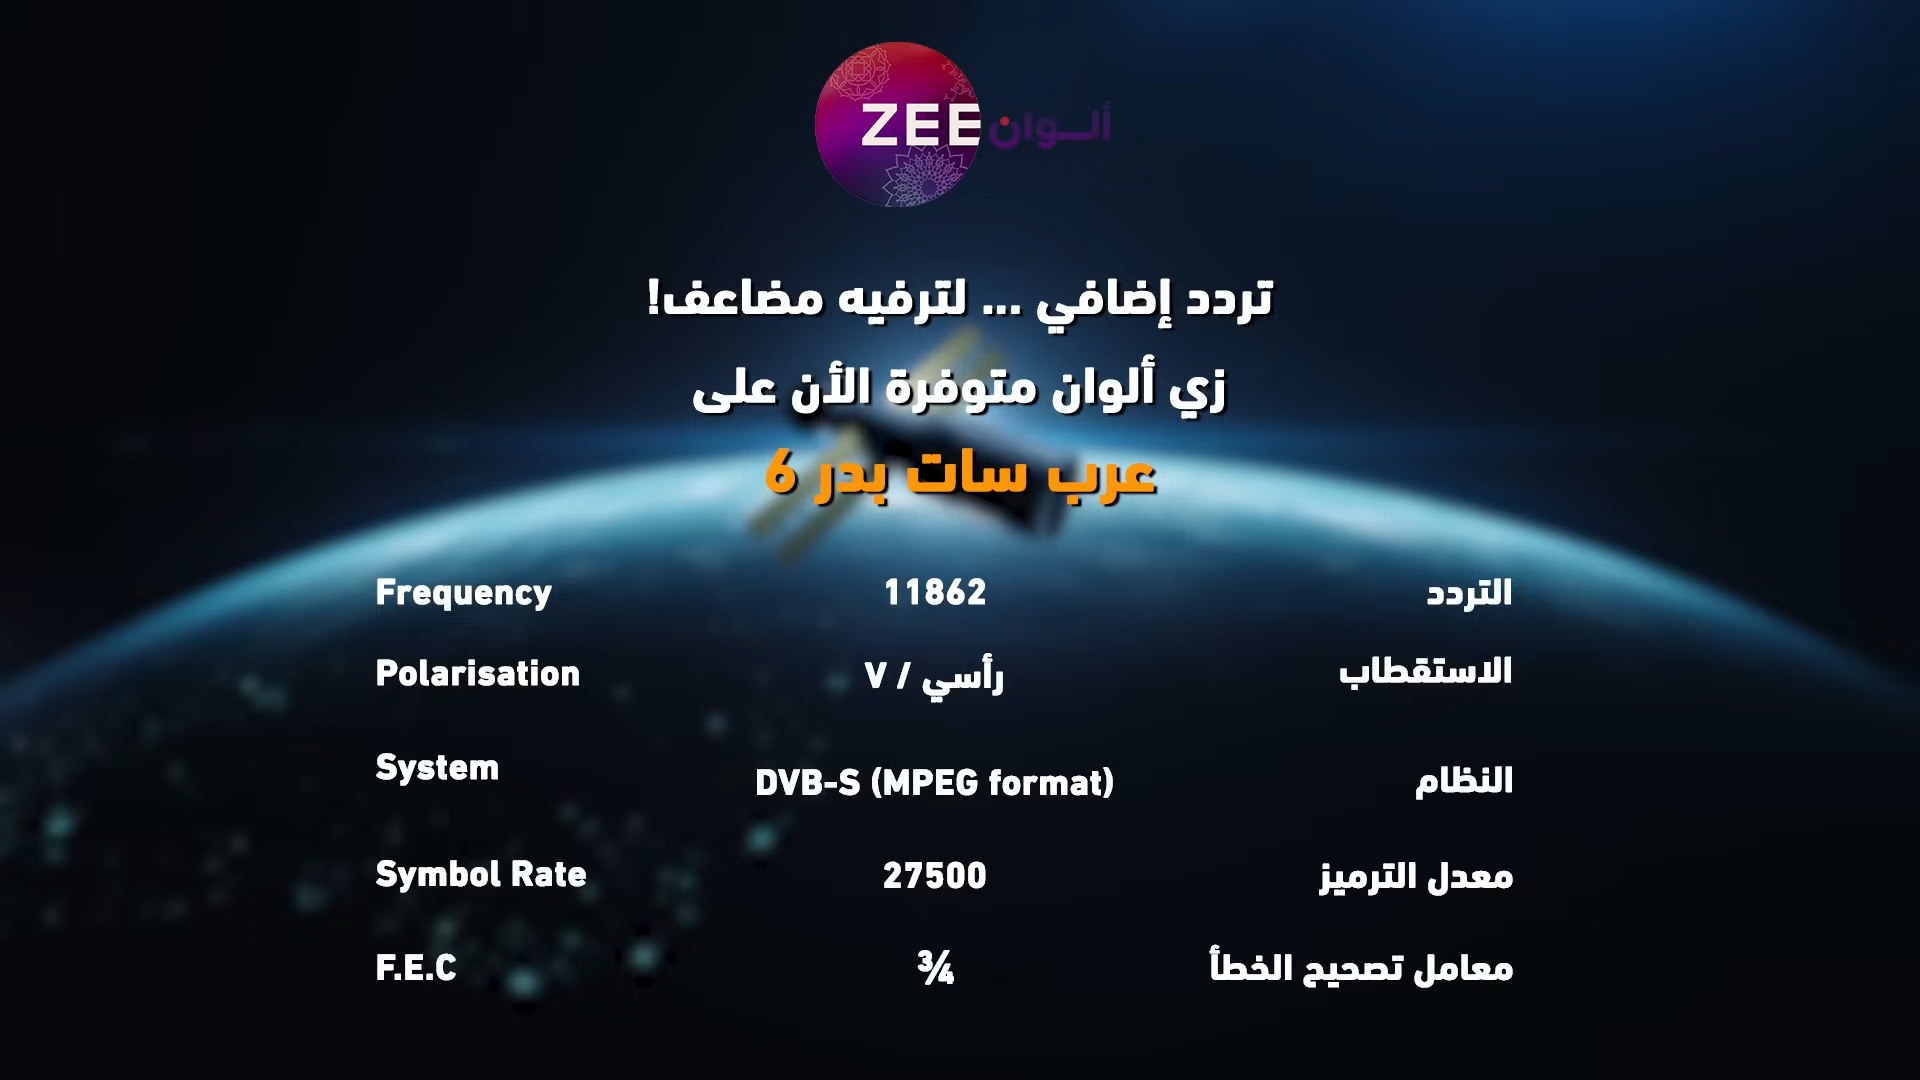 ZEE ألوان
تردد إضافي ... لترفيه مضاعف!
زي ألوان متوفرة الأن على
عرب سات بدر 6
Frequency 11862 التردد
Polarisation رأسي / V الاستقطاب
System DVB-S (MPEG format) النظام
Symbol Rate 27500 معدل الترميز
F.E.C ¾ معامل تصحيح الخطأ